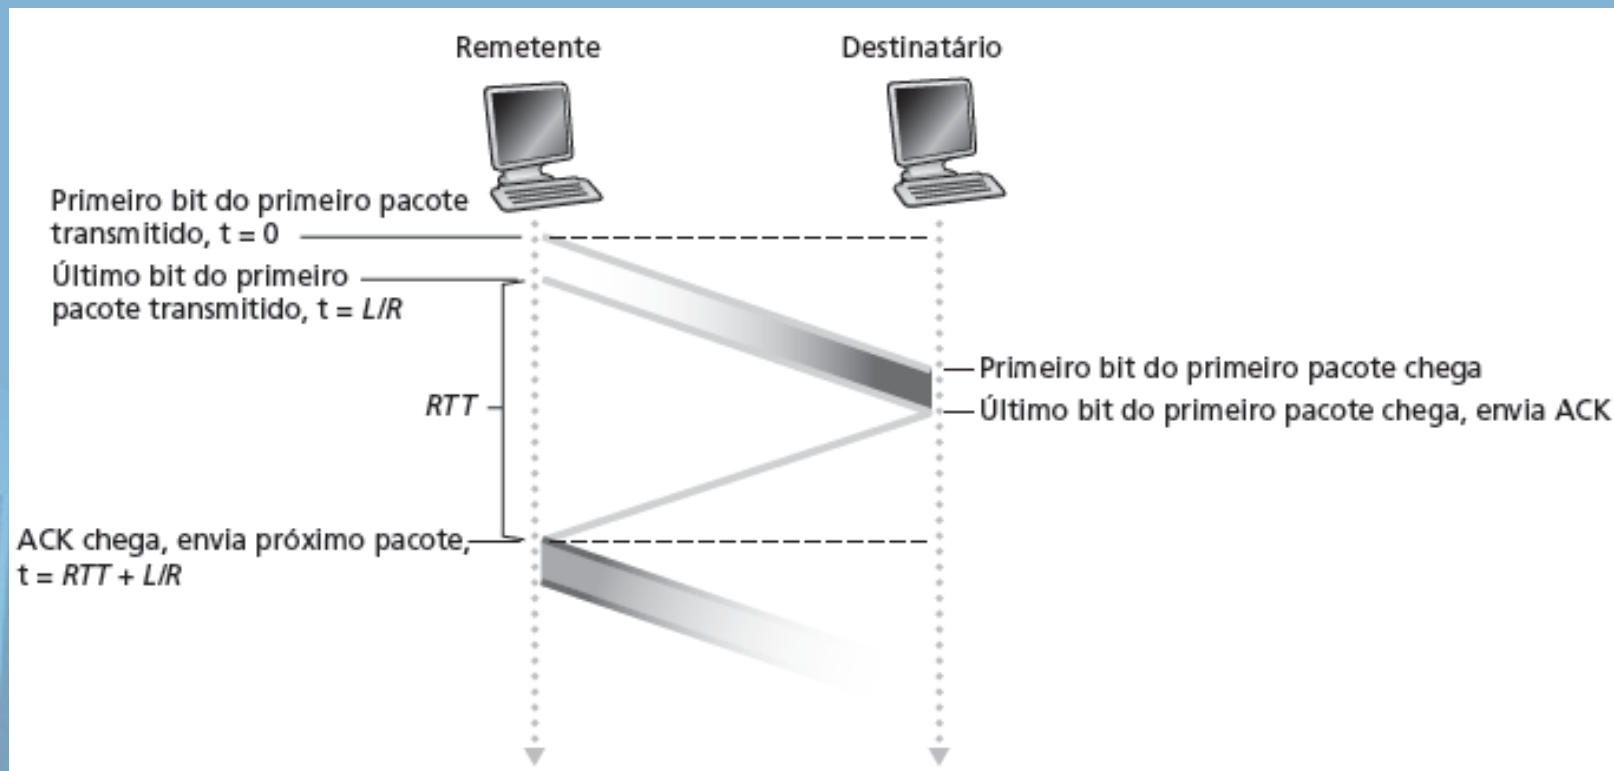 Remetente
Destinatário
Primeiro bit do primeiro pacote
transmitido, t = 0
Último bit do primeiro
pacote transmitido, t = L/R
Primeiro bit do primeiro pacote chega
Último bit do primeiro pacote chega, envia ACK
RTT
ACK chega, envia próximo pacote,
t = RTT + L/R